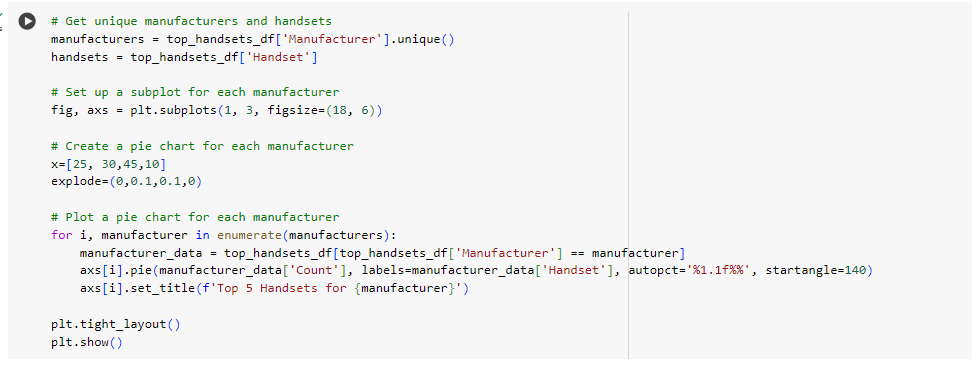 # Get unique manufacturers and handsets
manufacturers = top_handsets_df['Manufacturer'].unique()
handsets = top_handsets_df['Handset']
# Set up a subplot for each manufacturer
fig, axs = plt.subplots(1, 3, figsize=(18, 6))
# Create a pie chart for each manufacturer
x=[25, 30,45,10]
explode=(0,0.1,0.1,0)
# Plot a pie chart for each manufacturer
for i, manufacturer in enumerate(manufacturers):
    manufacturer_data = top_handsets_df[top_handsets_df['Manufacturer'] == manufacturer]
    axs[i].pie(manufacturer_data['Count'], labels=manufacturer_data['Handset'], autopct='%1.1f%%', startangle=140)
    axs[i].set_title(f'Top 5 Handsets for {manufacturer}')
plt.tight_layout()
plt.show()